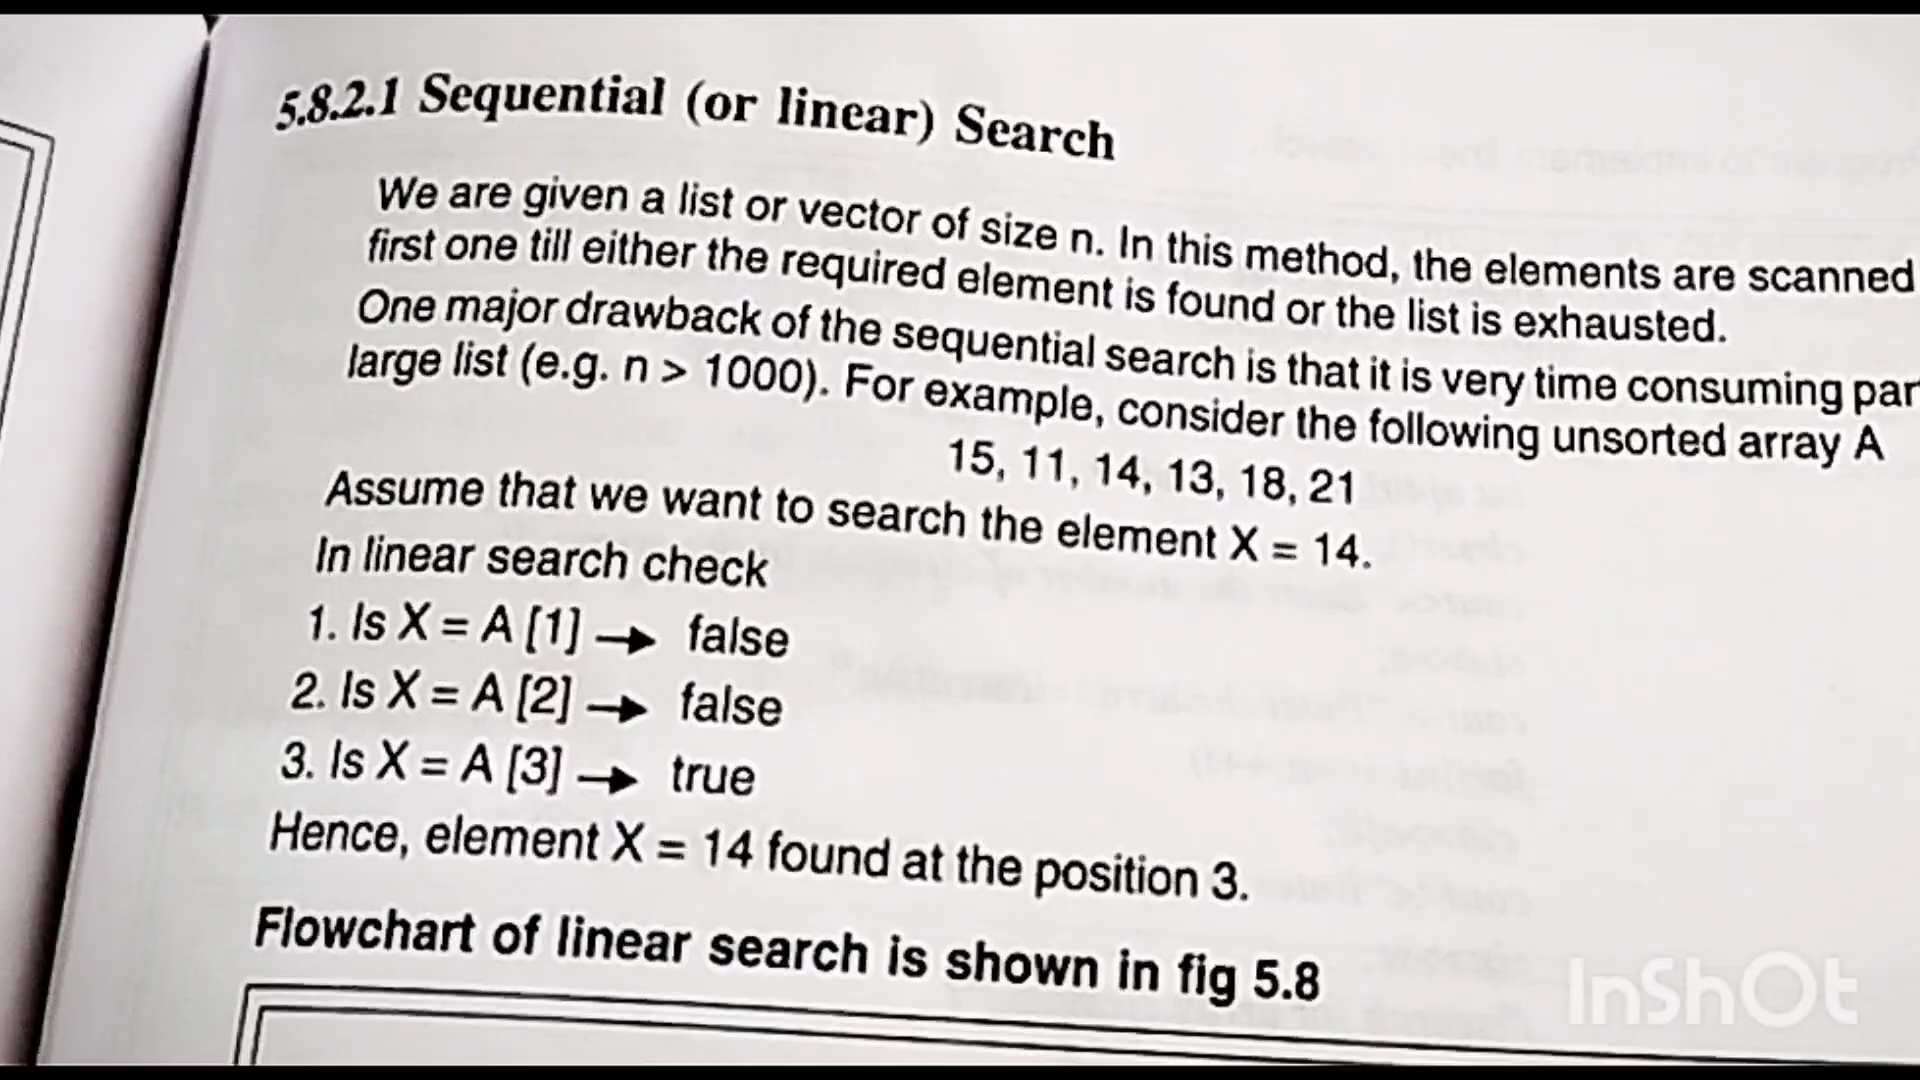 5.8.2.1 Sequential (or linear) Search
We are given a list or vector of size n. In this method, the elements are scanned
first one till either the required element is found or the list is exhausted.
One major drawback of the sequential search is that it is very time consuming par
large list (e.g. n > 1000). For example, consider the following unsorted array A
15, 11, 14, 13, 18, 21
Assume that we want to search the element X = 14.
In linear search check
1. Is X = A [1] → false
2. Is X = A [2] → false
3. Is X = A [3] → true
Hence, element X = 14 found at the position 3.
Flowchart of linear search is shown in fig 5.8
InShOt